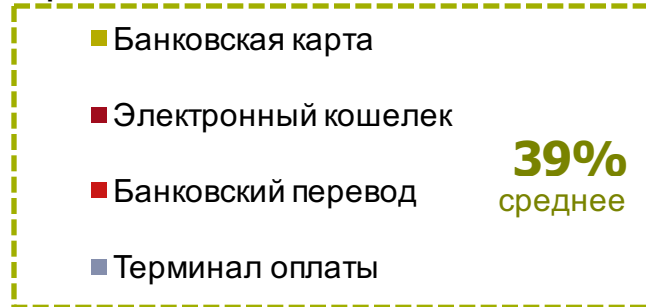 Банковская карта
Электронный кошелек
39%
Банковский перевод
среднее
Терминал оплаты